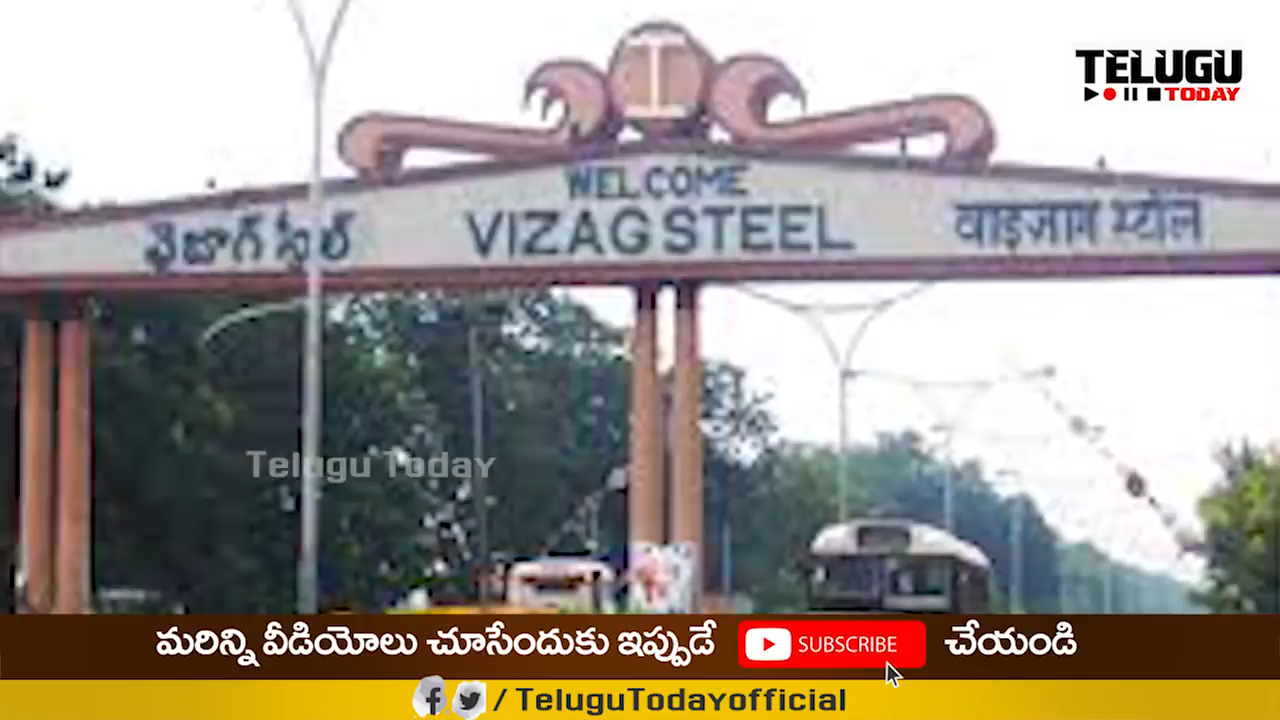 TELUGU
TODAY
WELCOME
వైజాగ్ స్టీల్ VIZAG STEEL वाइज़ाग स्टील
Telugu Today
మరిన్ని వీడియోలు చూసేందుకు ఇప్పుడే SUBSCRIBE చేయండి
/ TeluguTodayofficial